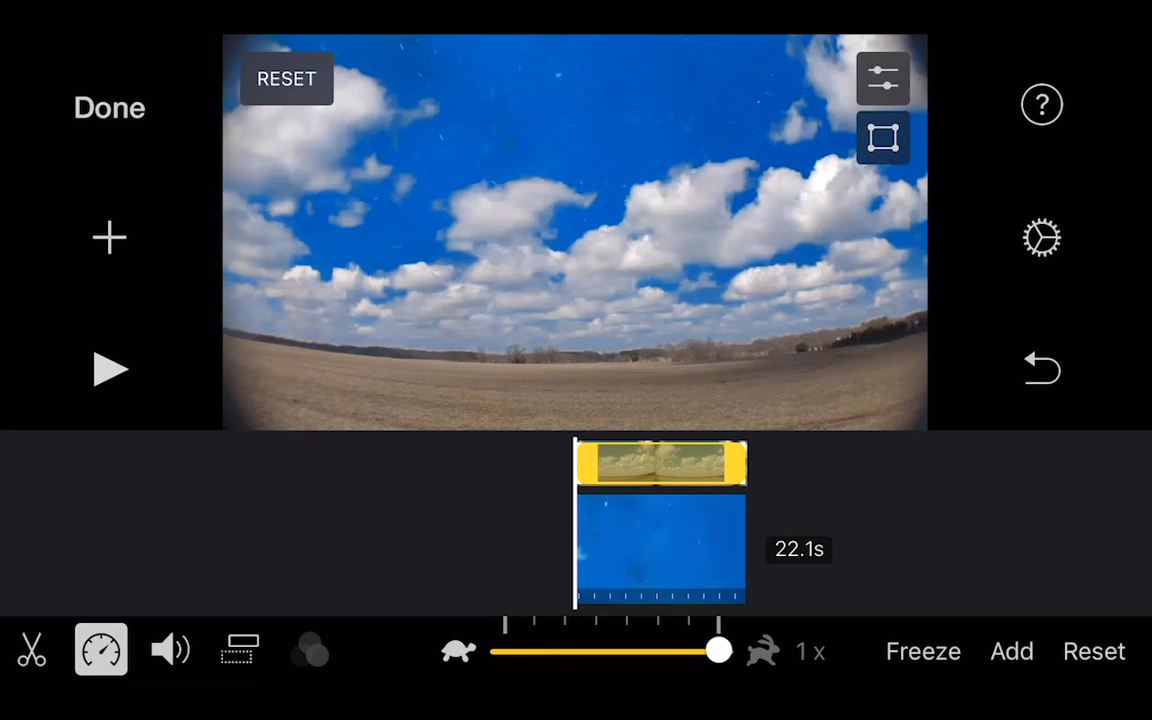 RESET
Done
?
22.1s
1 x
Freeze
Add
Reset